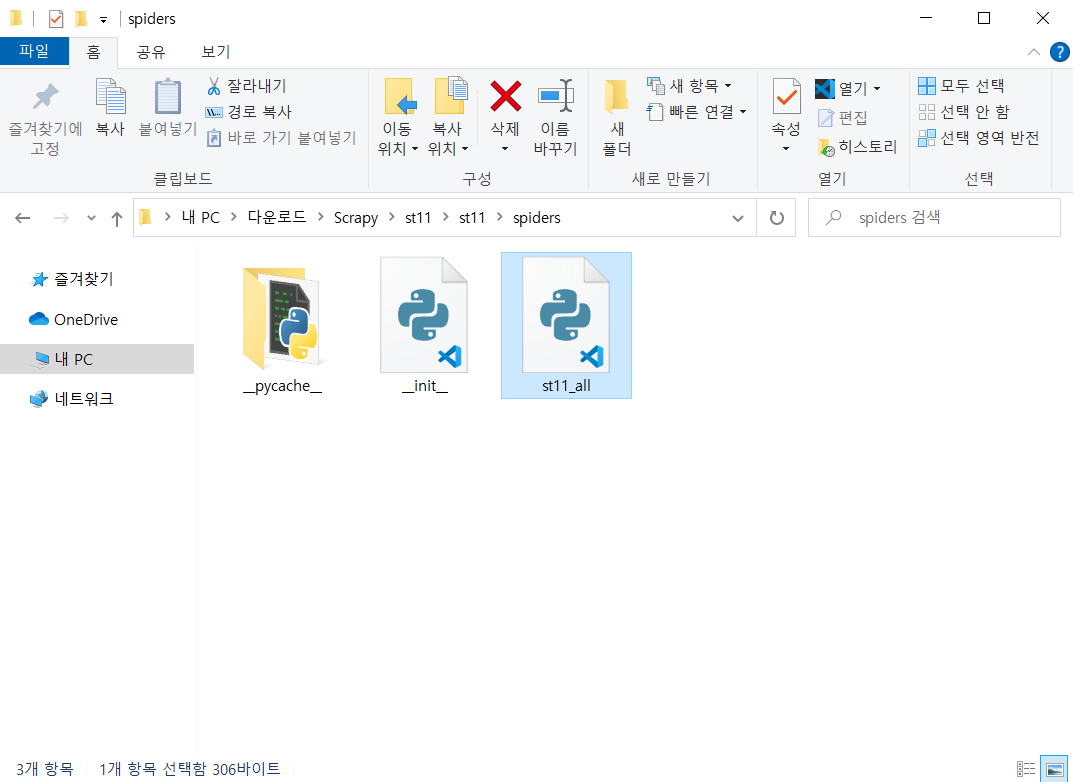 spiders
파일 홈 공유 보기
즐겨찾기에 고정
복사
붙여넣기
잘라내기
경로 복사
바로 가기 붙여넣기
클립보드
이동 위치
복사 위치
삭제
이름 바꾸기
구성
새 폴더
새 항목
빠른 연결
새로 만들기
속성
열기
편집
히스토리
열기
모두 선택
선택 안 함
선택 영역 반전
선택
내 PC 다운로드 Scrapy st11 st11 spiders
spiders 검색
즐겨찾기
OneDrive
내 PC
네트워크
__pycache__
__init__
st11_all
3개 항목 1개 항목 선택함 306바이트